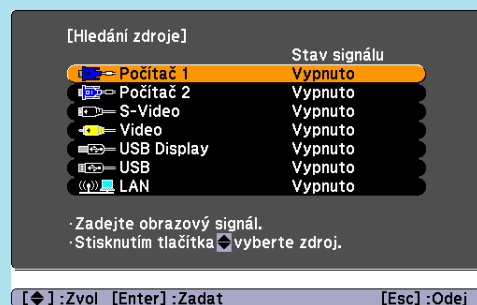 [Hledání zdroje]
Stav signálu
Počítač 1 Vypnuto
Počítač 2 Vypnuto
S-Video Vypnuto
Video Vypnuto
USB Display Vypnuto
USB Vypnuto
LAN Vypnuto
·Zadejte obrazový signál.
·Stisknutím tlačítka vyberte zdroj.
[◆] :Zvol [Enter] :Zadat [Esc] :Odej